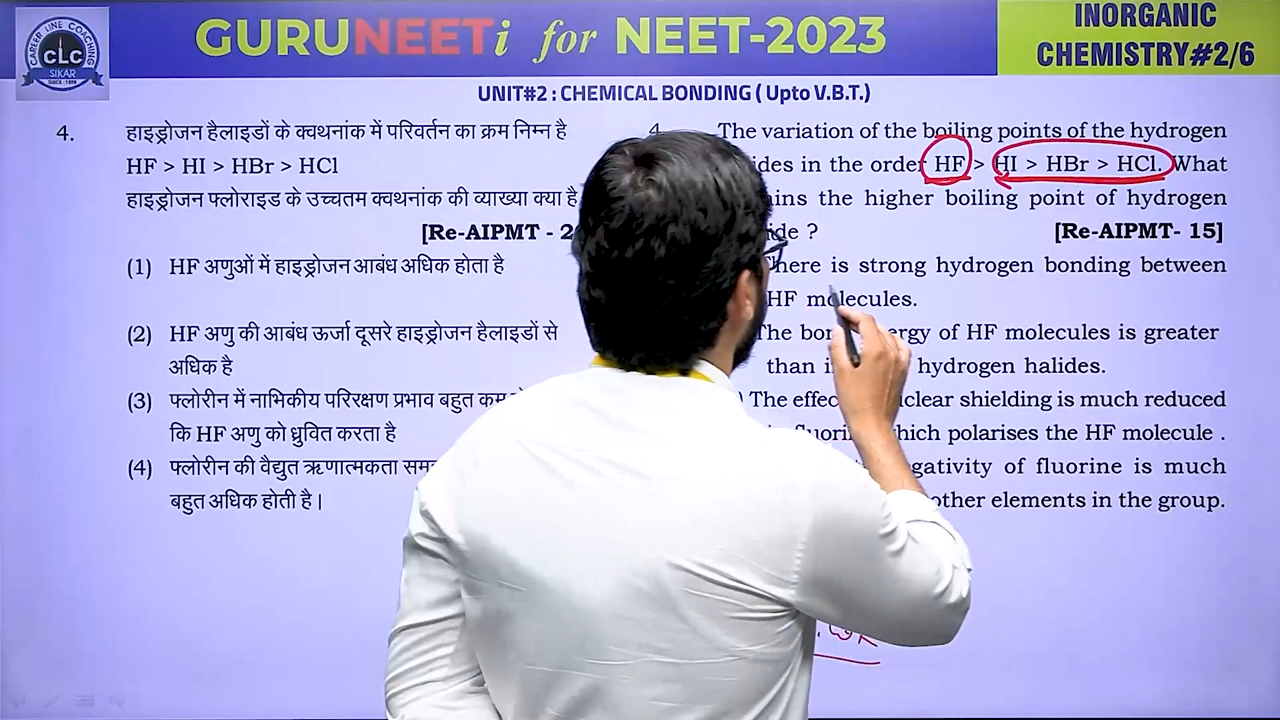 CAREER LINE COACHING
CLC
SIKAR
SINCE : 1996
GURUNEETi for NEET-2023
INORGANIC
CHEMISTRY#2/6
UNIT#2 : CHEMICAL BONDING ( Upto V.B.T.)
4.
हाइड्रोजन हैलाइडों के क्वथनांक में परिवर्तन का क्रम निम्न है
HF > HI > HBr > HCl
हाइड्रोजन फ्लोराइड के उच्चतम क्वथनांक की व्याख्या क्या है
[Re-AIPMT - 2
(1) HF अणुओं में हाइड्रोजन आबंध अधिक होता है
(2) HF अणु की आबंध ऊर्जा दूसरे हाइड्रोजन हैलाइडों से
अधिक है
(3) फ्लोरीन में नाभिकीय परिरक्षण प्रभाव बहुत कम
कि HF अणु को ध्रुवित करता है
(4) फ्लोरीन की वैद्युत ऋणात्मकता
बहुत अधिक होती है |
4. The variation of the boiling points of the hydrogen
ides in the order HF > HI > HBr > HCl. What
ins the higher boiling point of hydrogen
ide ?
[Re-AIPMT- 15]
There is strong hydrogen bonding between
HF molecules.
The bon ergy of HF molecules is greater
than i hydrogen halides.
) The effec clear shielding is much reduced
fluori hich polarises the HF molecule .
gativity of fluorine is much
other elements in the group.